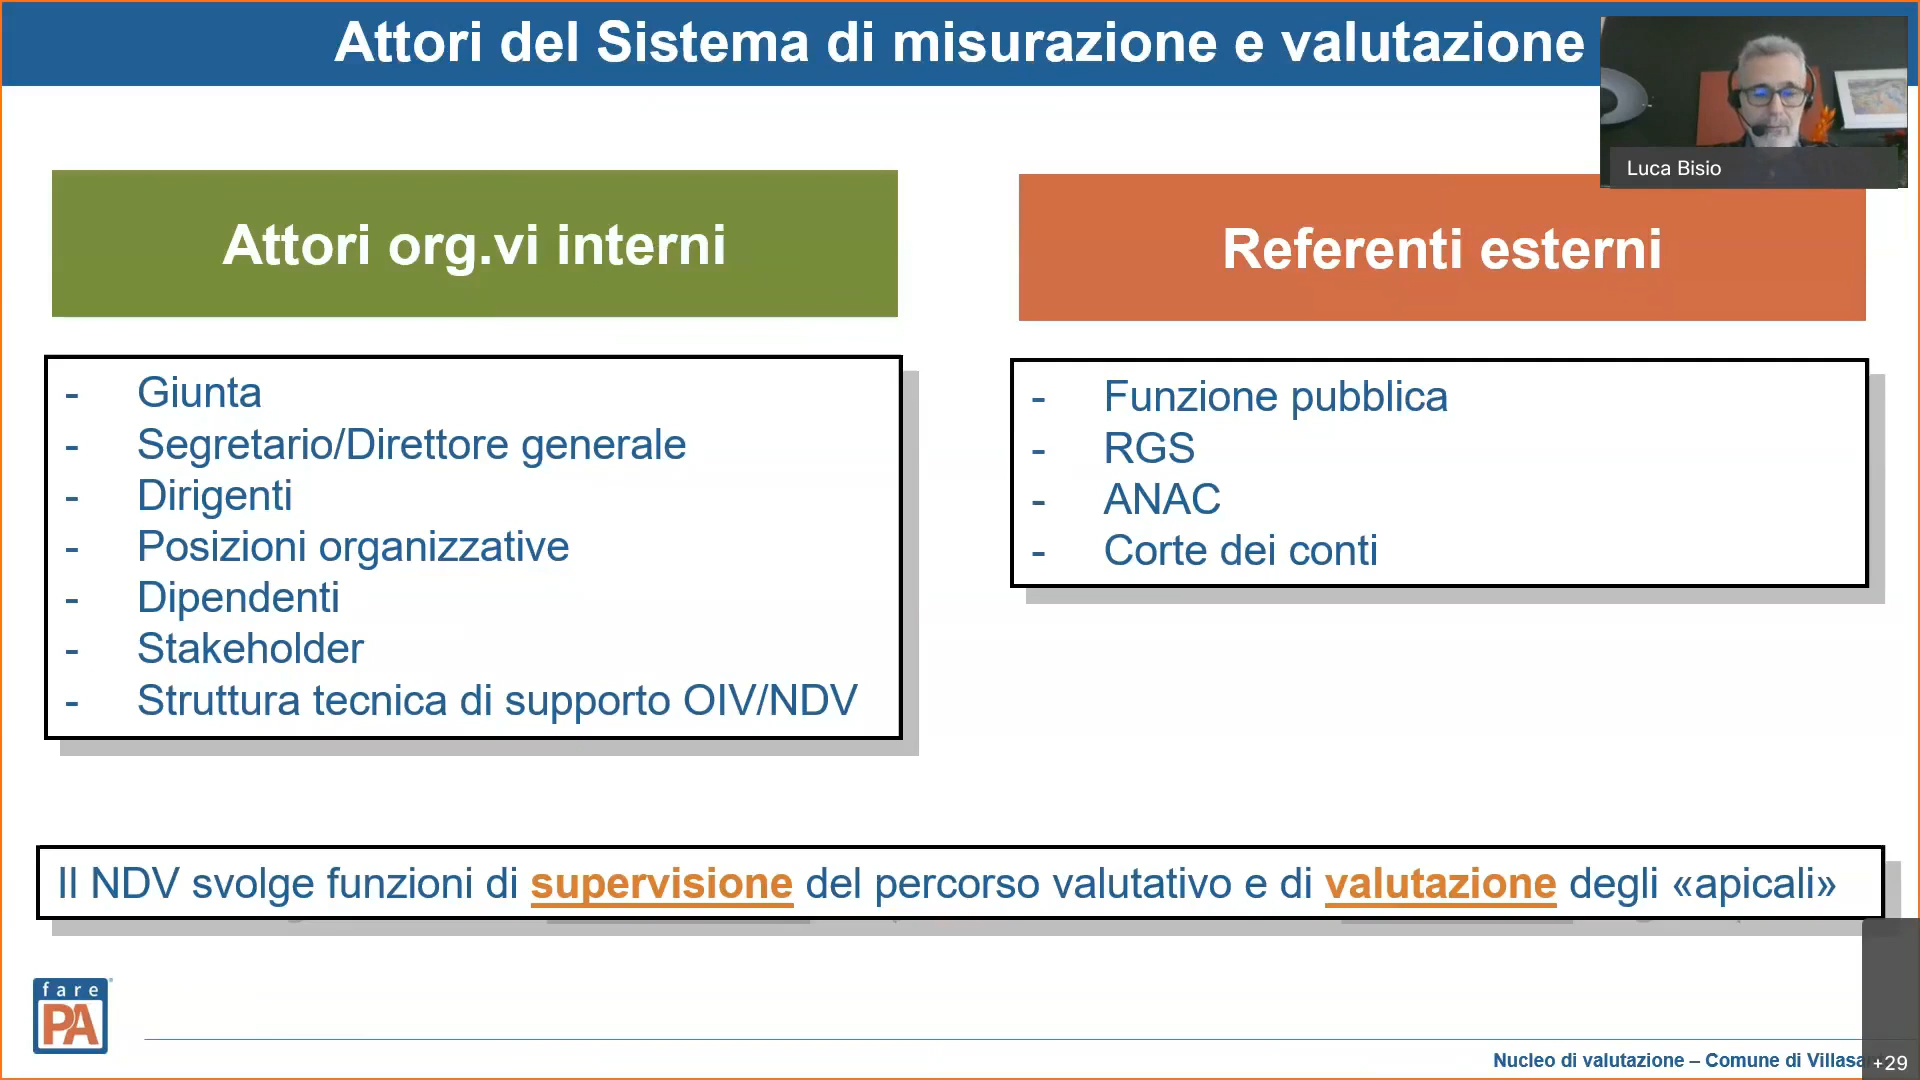 Attori del Sistema di misurazione e valutazione
Luca Bisio
Attori org.vi interni
Referenti esterni
- Giunta
- Segretario/Direttore generale
- Dirigenti
- Posizioni organizzative
- Dipendenti
- Stakeholder
- Struttura tecnica di supporto OIV/NDV
- Funzione pubblica
- RGS
- ANAC
- Corte dei conti
Il NDV svolge funzioni di supervisione del percorso valutativo e di valutazione degli «apicali»
fare
PA
Nucleo di valutazione – Comune di
+29